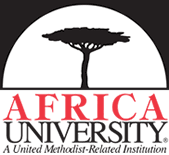 AFRICA
UNIVERSITY®
A United Methodist-Related Institution